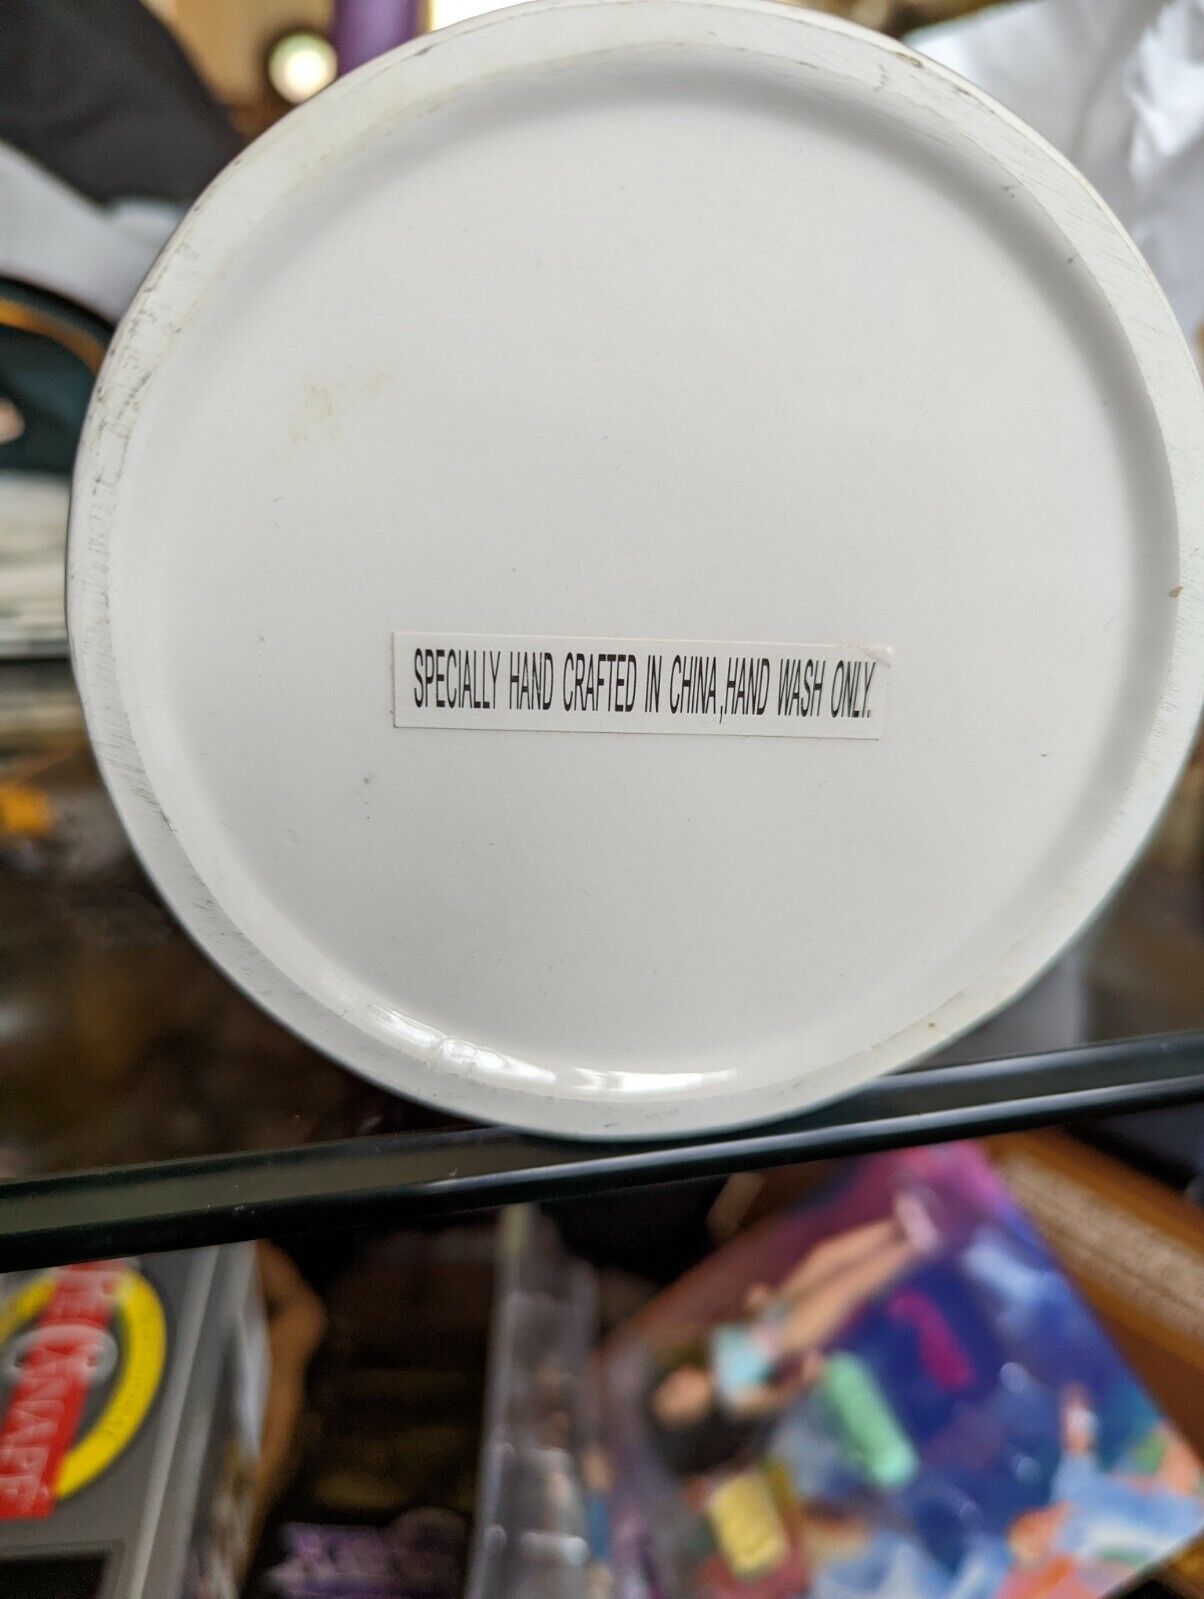 SPECIALLY HAND CRAFTED IN CHINA,HAND WASH ONLY.